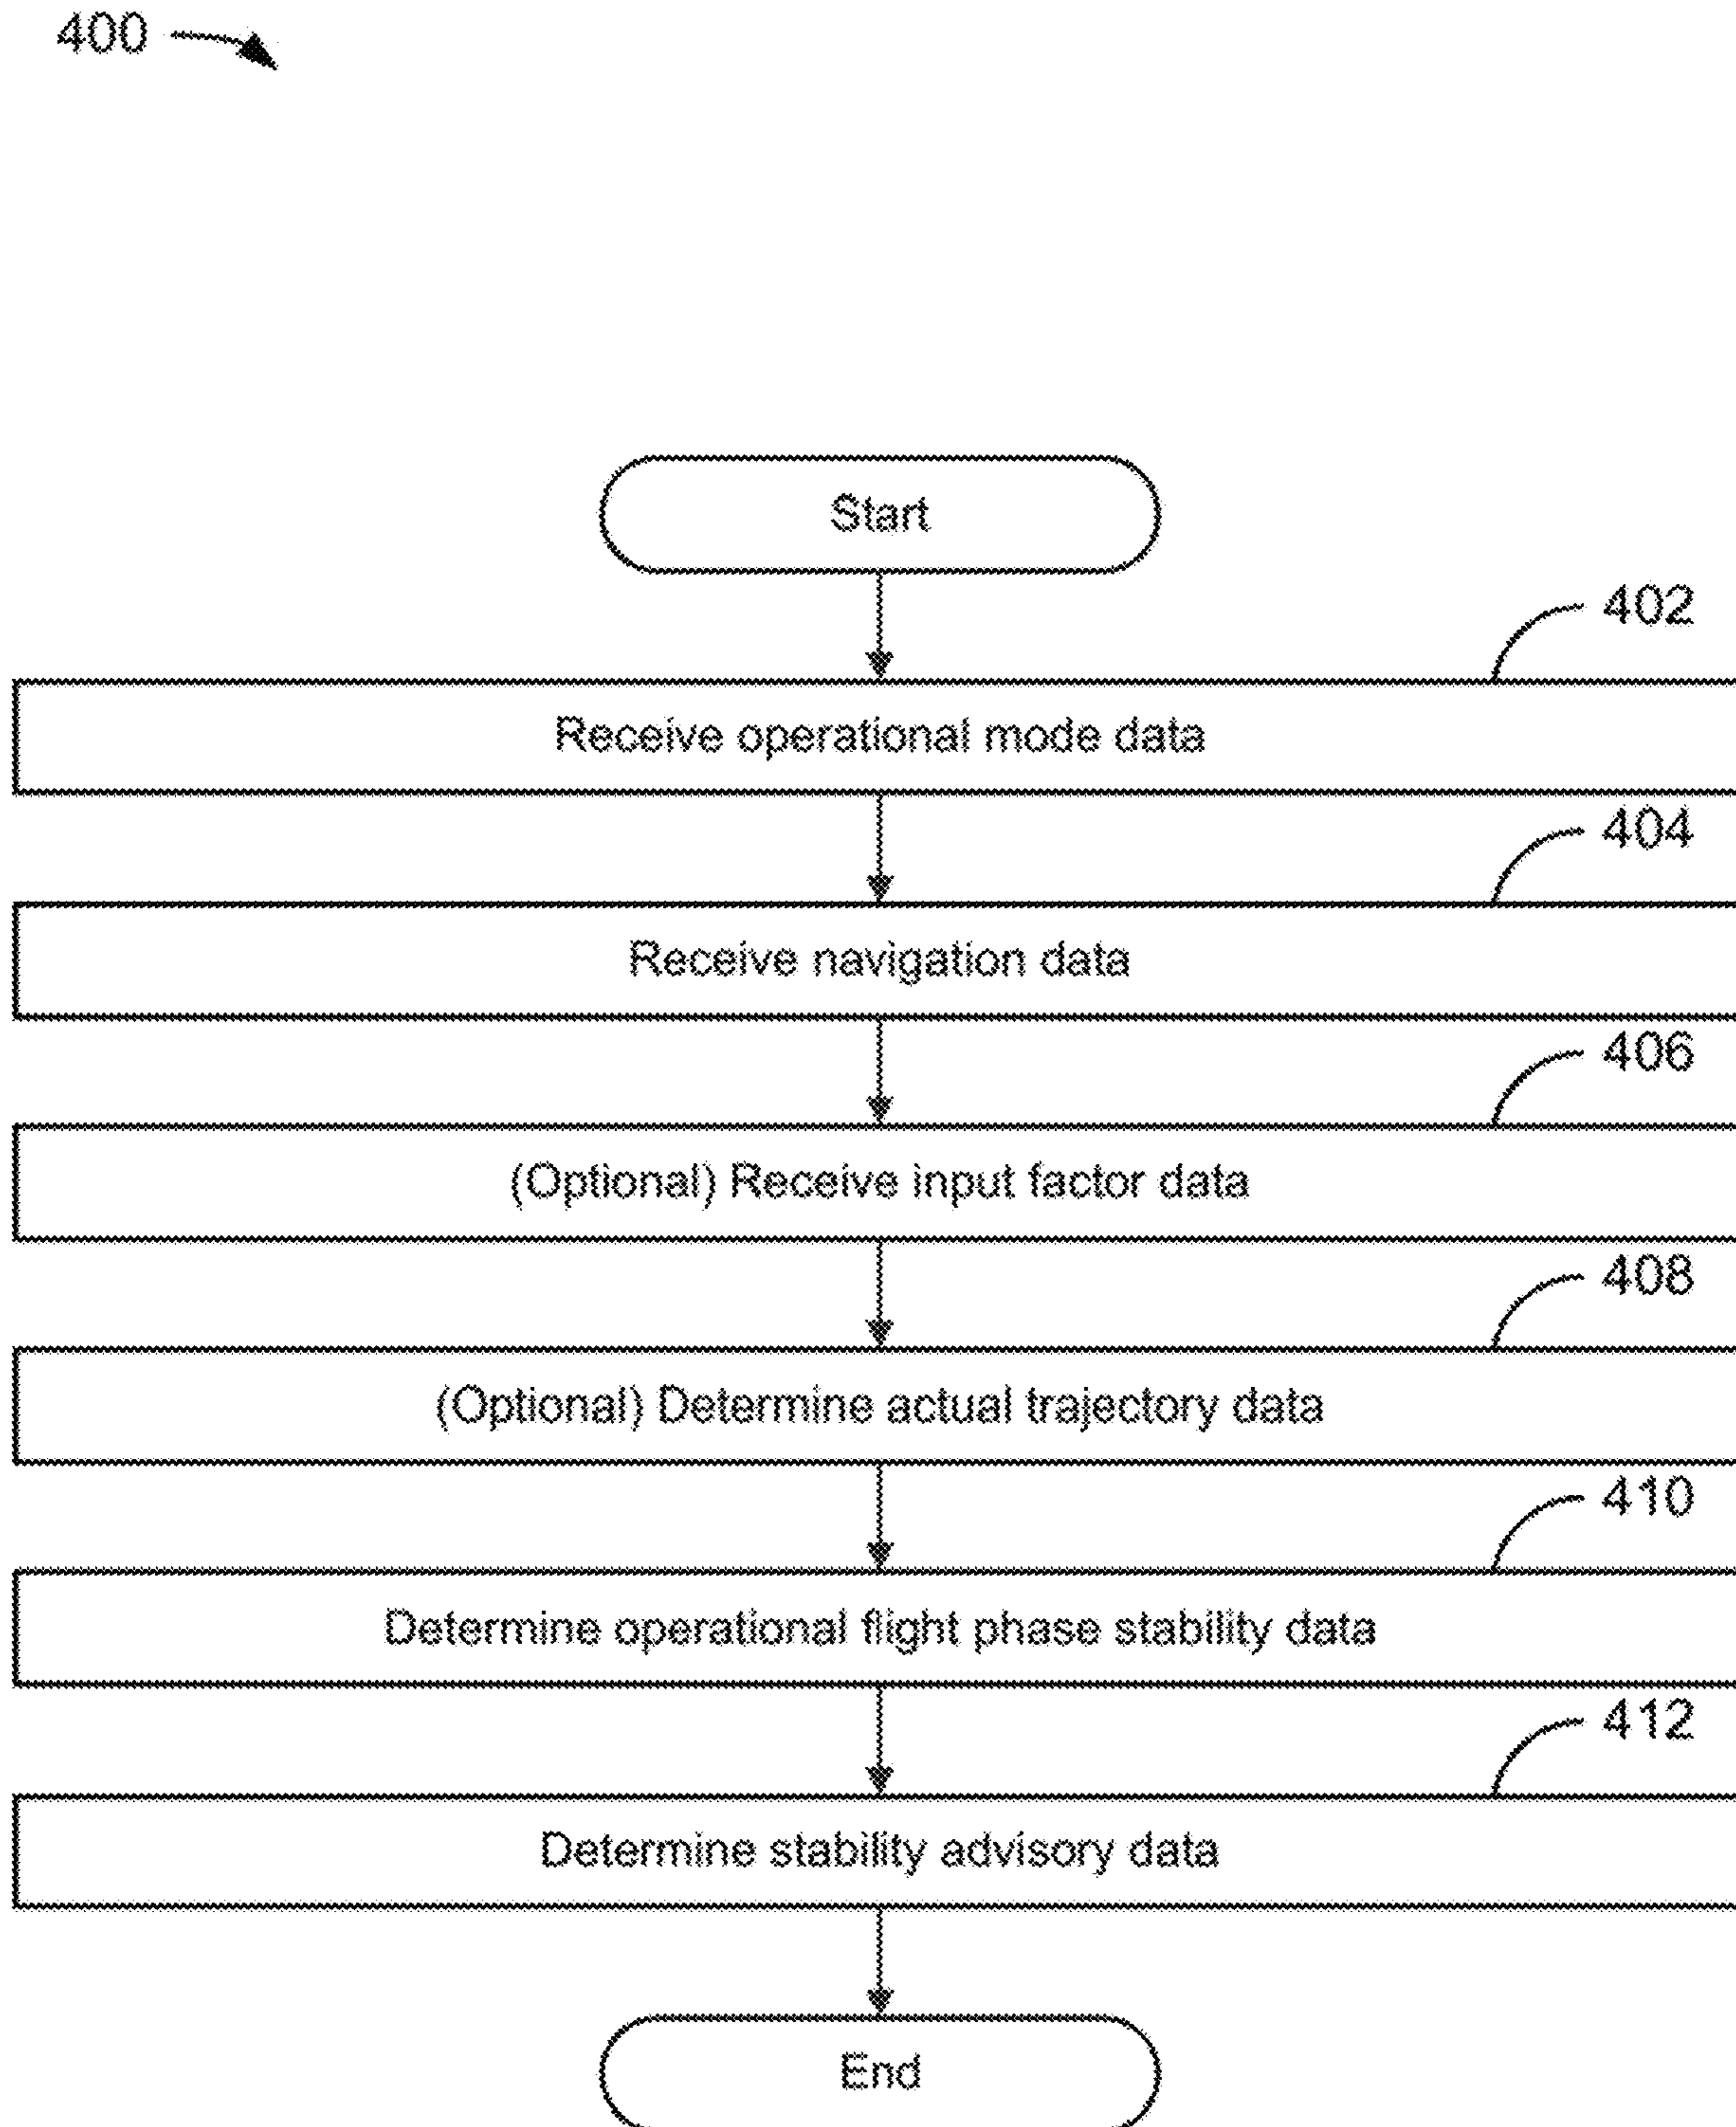 400
Start
402
Receive operational mode data
404
Receive navigation data
406
(Optional) Receive input factor data
408
(Optional) Determine actual trajectory data
410
Determine operational flight phase stability data
412
Determine stability advisory data
End